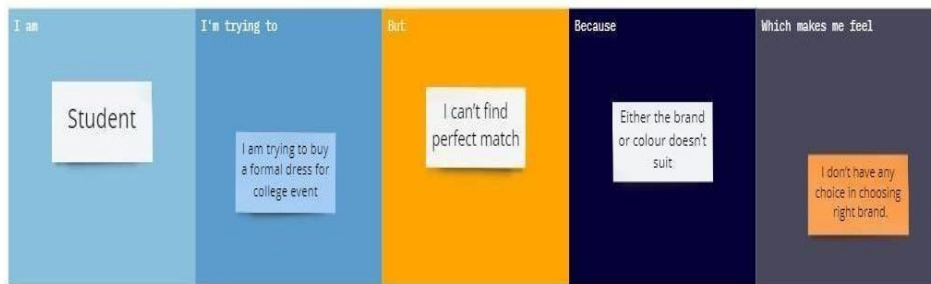 I am
Student
I'm trying to
I am trying to buy
a formal dress for
college event
But
I can't find
perfect match
Because
Either the brand
or colour doesn't
suit
Which makes me feel
I don't have any
choice in choosing
right brand.